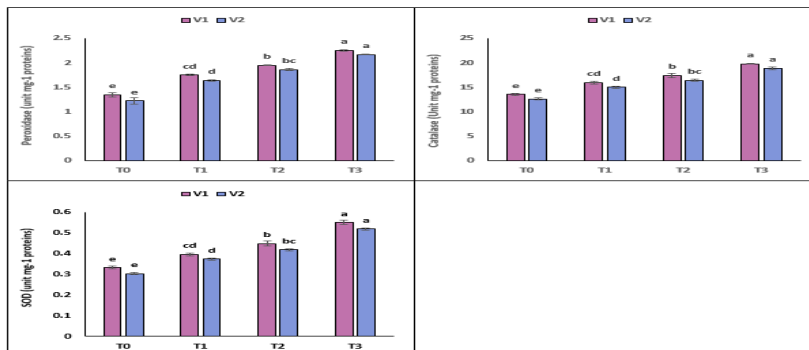 V1 V2
Peroxidase (unit mg-1 proteins)
2.5
2
1.5
1
0.5
0
e e cd d b bc a a
T0 T1 T2 T3
V1 V2
Catalase (Unit mg-1 proteins)
25
20
15
10
5
0
e e cd d b bc a a
T0 T1 T2 T3
V1 V2
SOD (unit mg-1 proteins)
0.6
0.5
0.4
0.3
0.2
0.1
0
e e cd d b bc a a
T0 T1 T2 T3